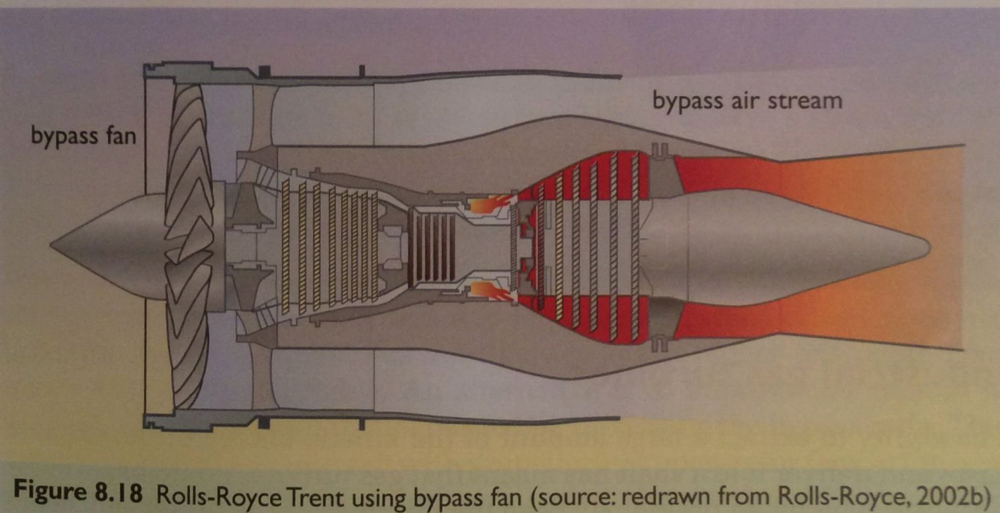 bypass air stream
bypass fan
Figure 8.18 Rolls-Royce Trent using bypass fan (source: redrawn from Rolls-Royce, 2002b)